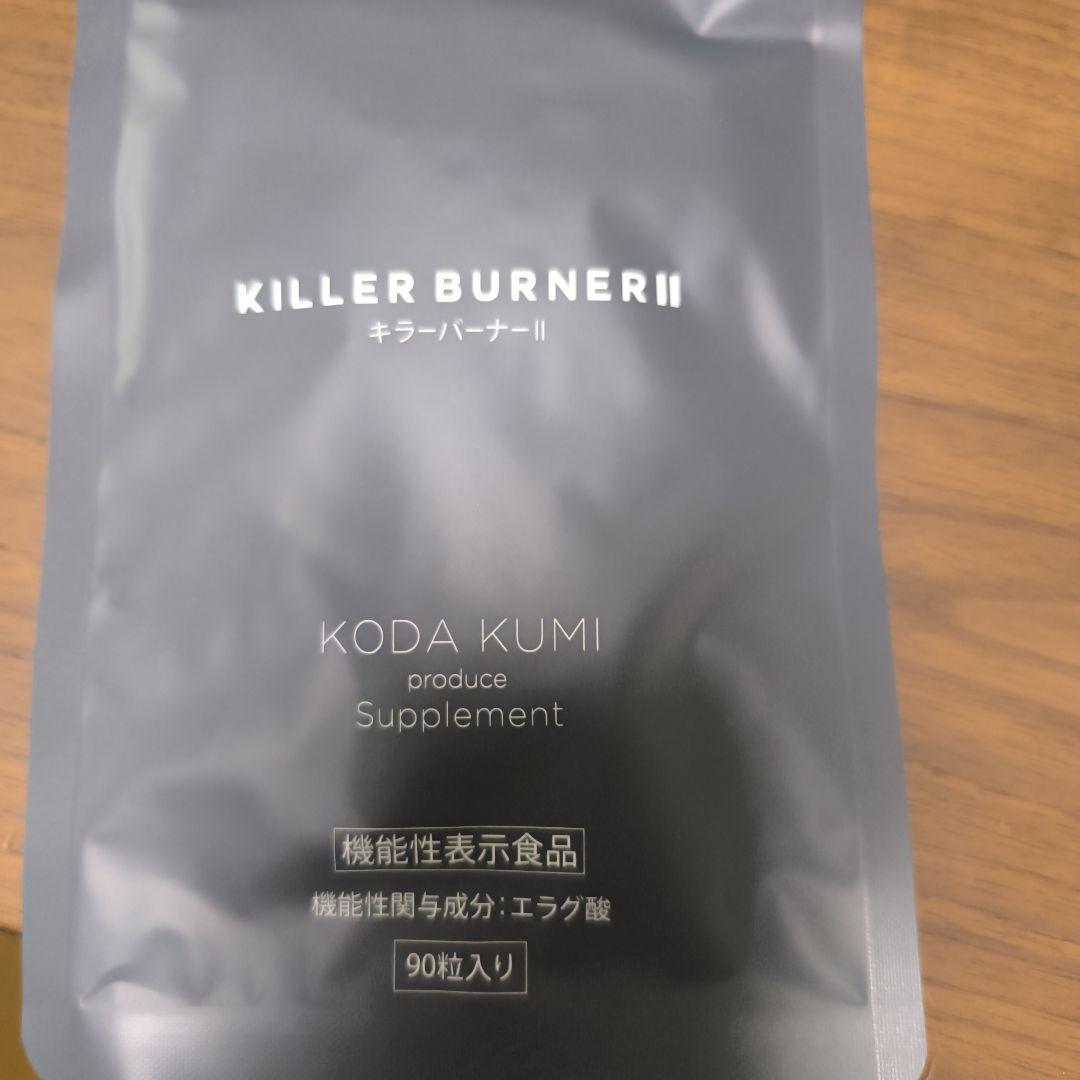 KILLER BURNERⅡ
キラーバーナーⅡ
KODA KUMI
produce
Supplement
機能性表示食品
機能性関与成分:エラグ酸
90粒入り